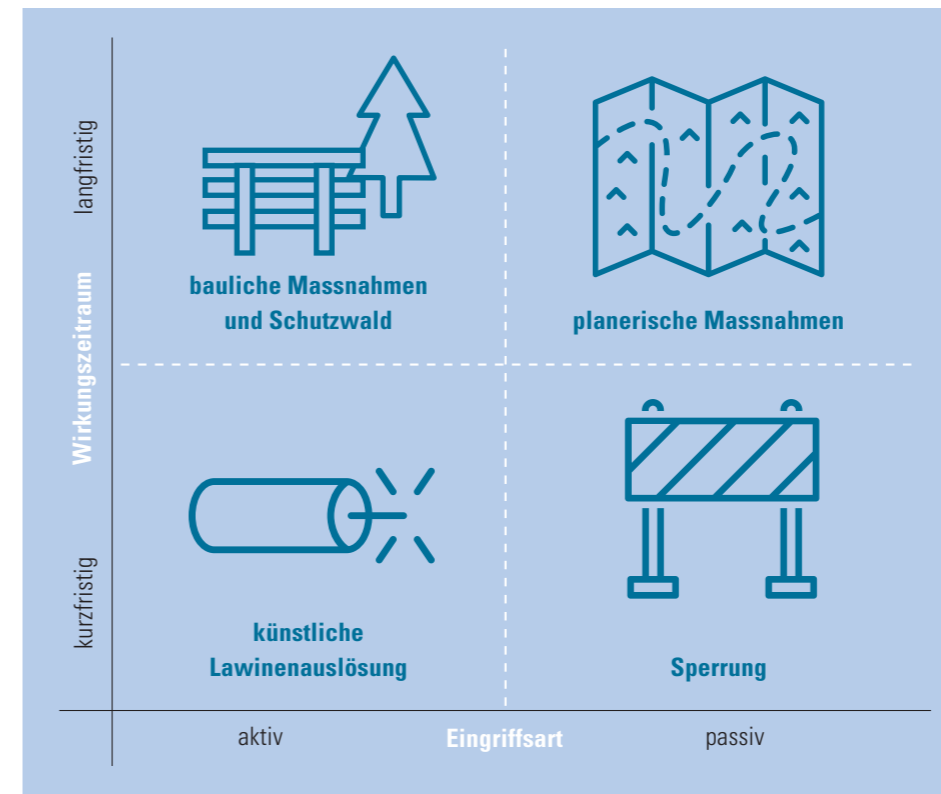 langfristig
Wirkungszeitraum
kurzfristig
bauliche Massnahmen
und Schutzwald
planerische Massnahmen
künstliche
Lawinenauslösung
Sperrung
aktiv
Eingriffsart
passiv